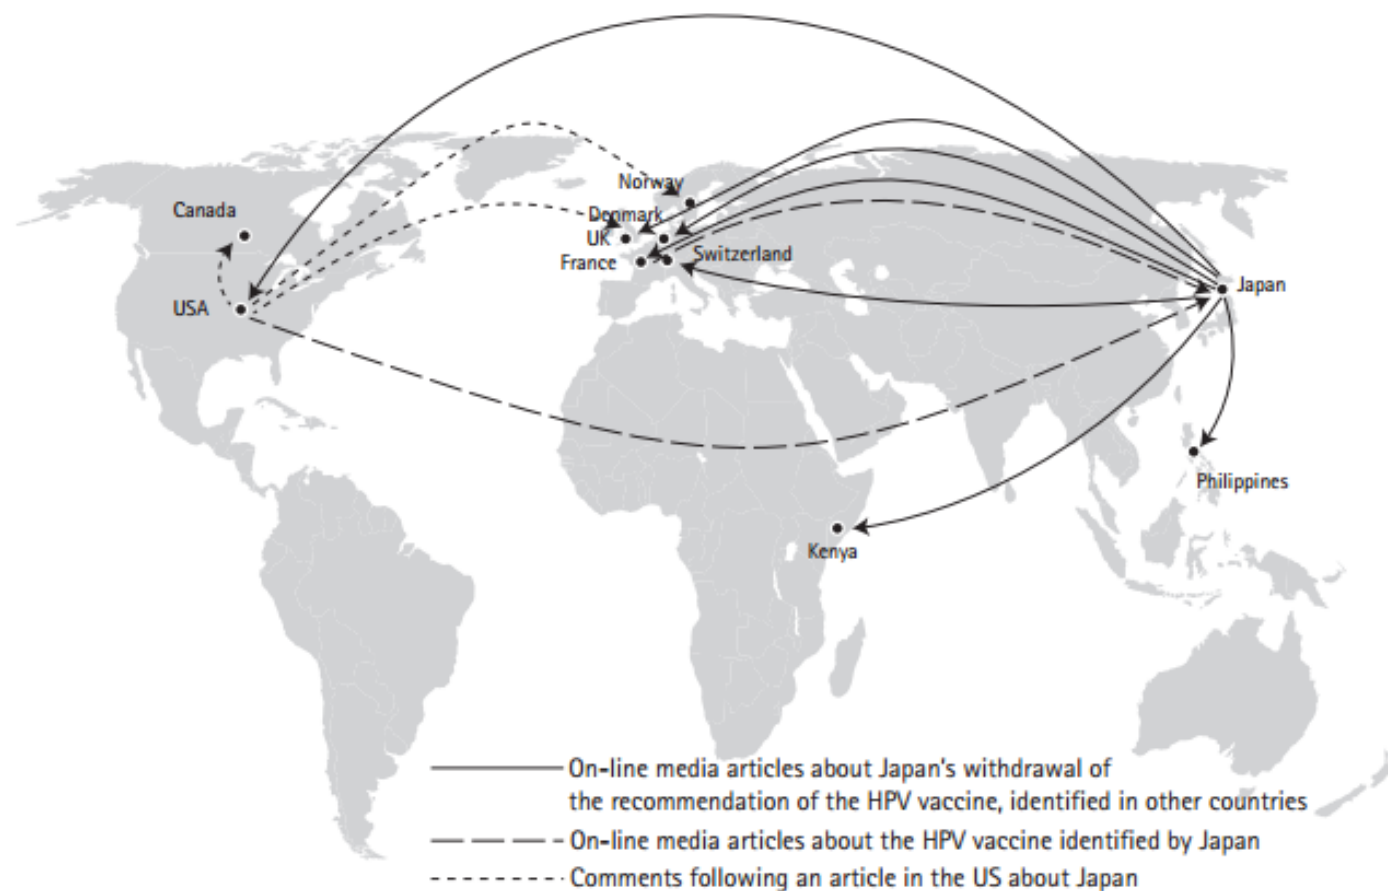 Norway
Canada
Denmark
UK
Switzerland
France
Japan
USA
Philippines
Kenya
On-line media articles about Japan's withdrawal of
the recommendation of the HPV vaccine, identified in other countries
On-line media articles about the HPV vaccine identified by Japan
Comments following an article in the US about Japan